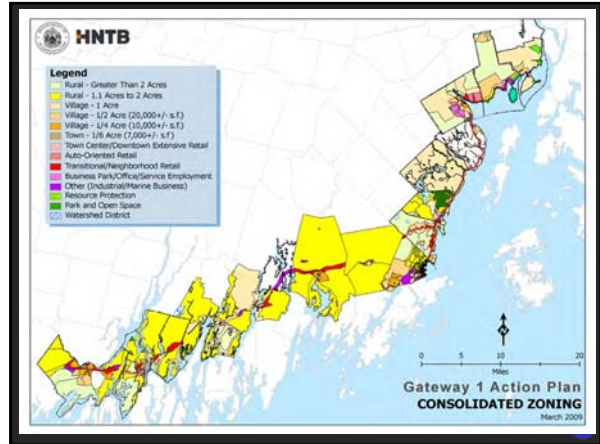 HNTB
Legend
Rural - Greater Than 2 Acres
Rural - 1.1 Acres to 2 Acres
Village - 1 Acre
Village - 1/2 Acre (20,000+/- s.f.)
Village - 1/4 Acre (10,000+/- s.f.)
Town - 1/6 Acre (7,000+/- s.f.)
Town Center/Downtown Extensive Retail
Auto-Oriented Retail
Transitional/Neighborhood Retail
Business Park/Office/Service Employment
Other (Industrial/Marine Business)
Resource Protection
Park and Open Space
Watershed District
N
0 5 10 20
Miles
Gateway 1 Action Plan
CONSOLIDATED ZONING
March 2009